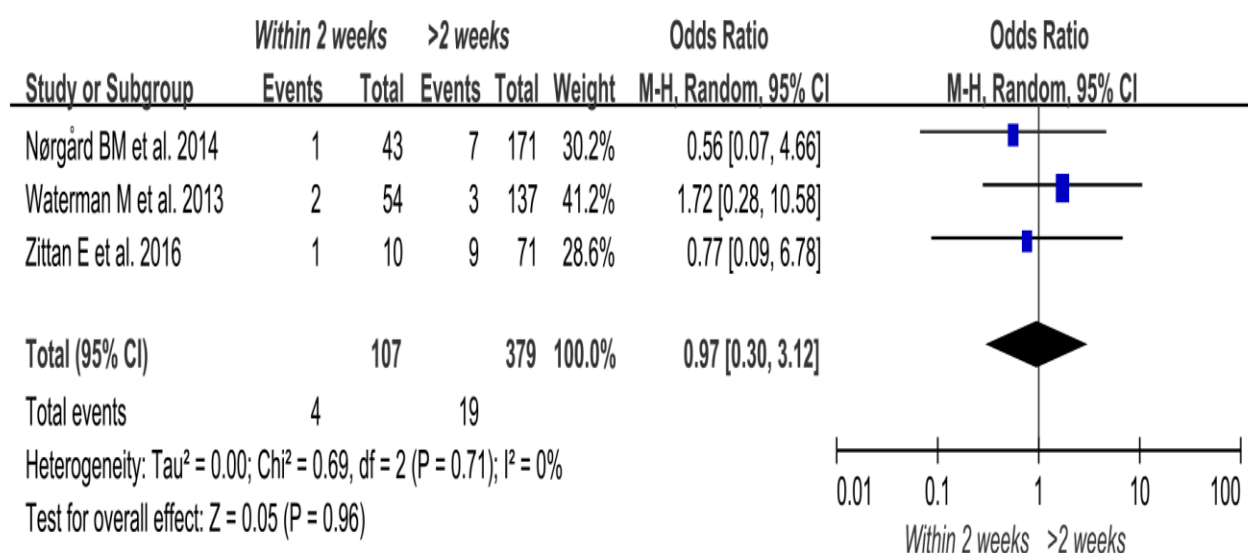 Within 2 weeks >2 weeks Odds Ratio Odds Ratio
Study or Subgroup Events Total Events Total Weight M-H, Random, 95% CI M-H, Random, 95% CI
Nørgård BM et al. 2014 1 43 7 171 30.2% 0.56 [0.07, 4.66]
Waterman M et al. 2013 2 54 3 137 41.2% 1.72 [0.28, 10.58]
Zittan E et al. 2016 1 10 9 71 28.6% 0.77 [0.09, 6.78]
Total (95% CI) 107 379 100.0% 0.97 [0.30, 3.12]
Total events 4 19
Heterogeneity: Tau² = 0.00; Chi² = 0.69, df = 2 (P = 0.71); I² = 0%
Test for overall effect: Z = 0.05 (P = 0.96)
0.01 0.1 1 10 100
Within 2 weeks >2 weeks